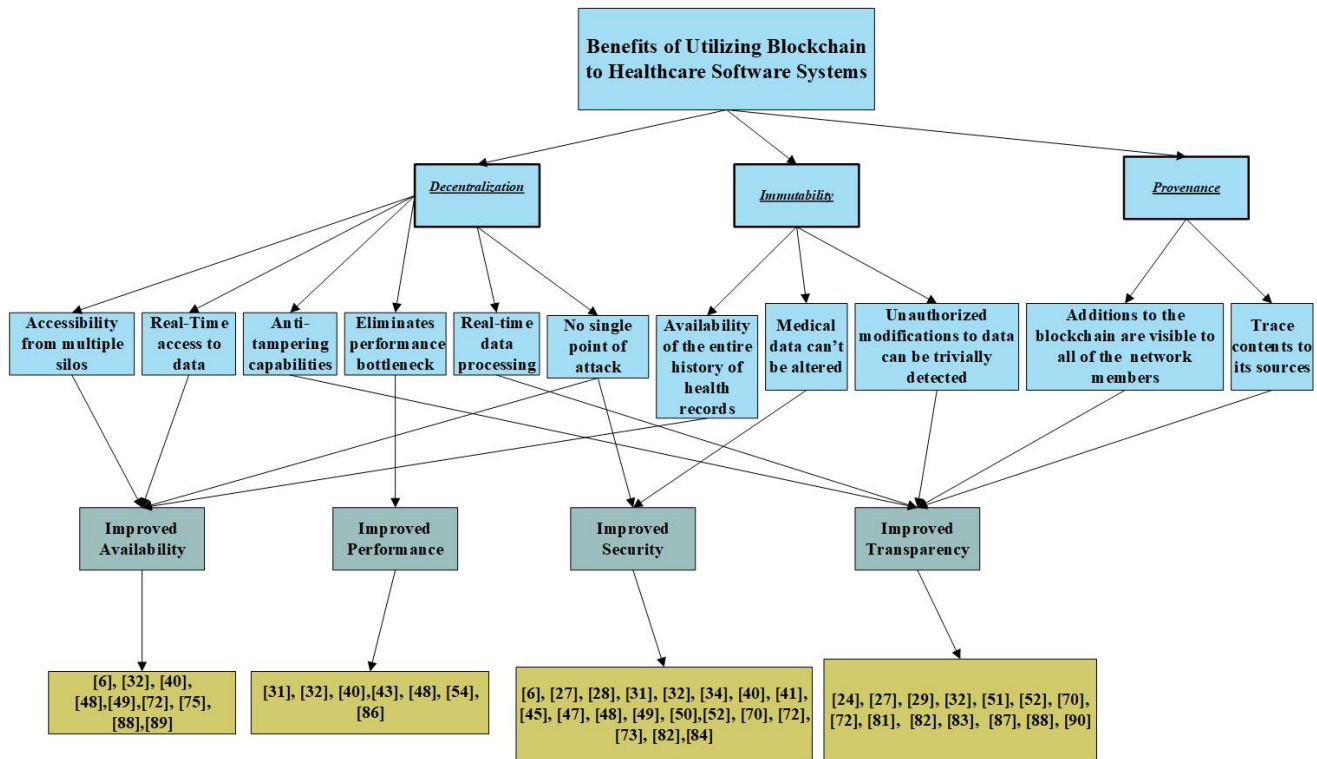 Benefits of Utilizing Blockchain
to Healthcare Software Systems
Decentralization
Immutability
Provenance
Accessibility
from multiple
silos
Real-Time
access to
data
Anti-
tampering
capabilities
Eliminates
performance
bottleneck
Real-time
data
processing
No single
point of
attack
Availability
of the entire
history of
health
records
Medical
data can't
be altered
Unauthorized
modifications to data
can be trivially
detected
Additions to the
blockchain are visible to
all of the network
members
Trace
contents to
its sources
Improved
Availability
Improved
Performance
Improved
Security
Improved
Transparency
[6], [32], [40],
[48],[49],[72], [75],
[88],[89]
[31], [32], [40],[43], [48], [54],
[86]
[6], [27], [28], [31], [32], [34], [40], [41],
[45], [47], [48], [49], [50],[52], [70], [72],
[73], [82],[84]
[24], [27], [29], [32], [51], [52], [70],
[72], [81], [82], [83], [87], [88], [90]